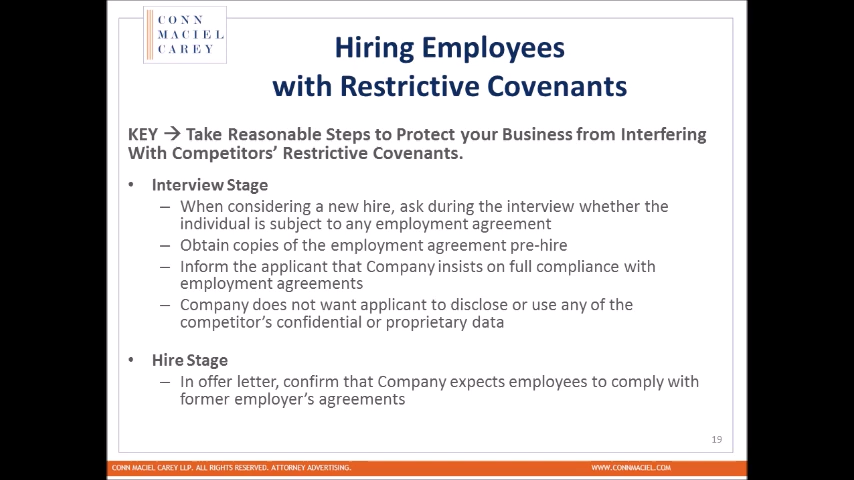 CONN
MACIEL
CAREY
Hiring Employees
with Restrictive Covenants
KEY → Take Reasonable Steps to Protect your Business from Interfering
With Competitors' Restrictive Covenants.
• Interview Stage
– When considering a new hire, ask during the interview whether the
individual is subject to any employment agreement
– Obtain copies of the employment agreement pre-hire
– Inform the applicant that Company insists on full compliance with
employment agreements
– Company does not want applicant to disclose or use any of the
competitor's confidential or proprietary data
• Hire Stage
– In offer letter, confirm that Company expects employees to comply with
former employer's agreements
19
CONN MACIEL CAREY LLP. ALL RIGHTS RESERVED. ATTORNEY ADVERTISING.
WWW.CONNMACIEL.COM